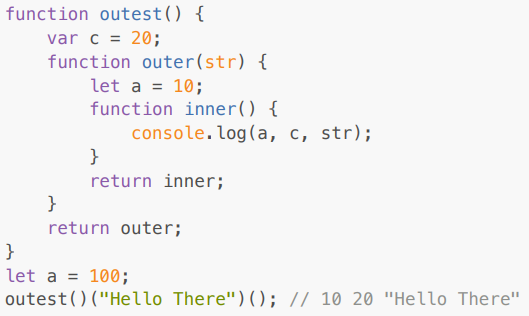 function outest() {
    var c = 20;
    function outer(str) {
        let a = 10;
        function inner() {
            console.log(a, c, str);
        }
        return inner;
    }
    return outer;
}
let a = 100;
outest()("Hello There")(); // 10 20 "Hello There"